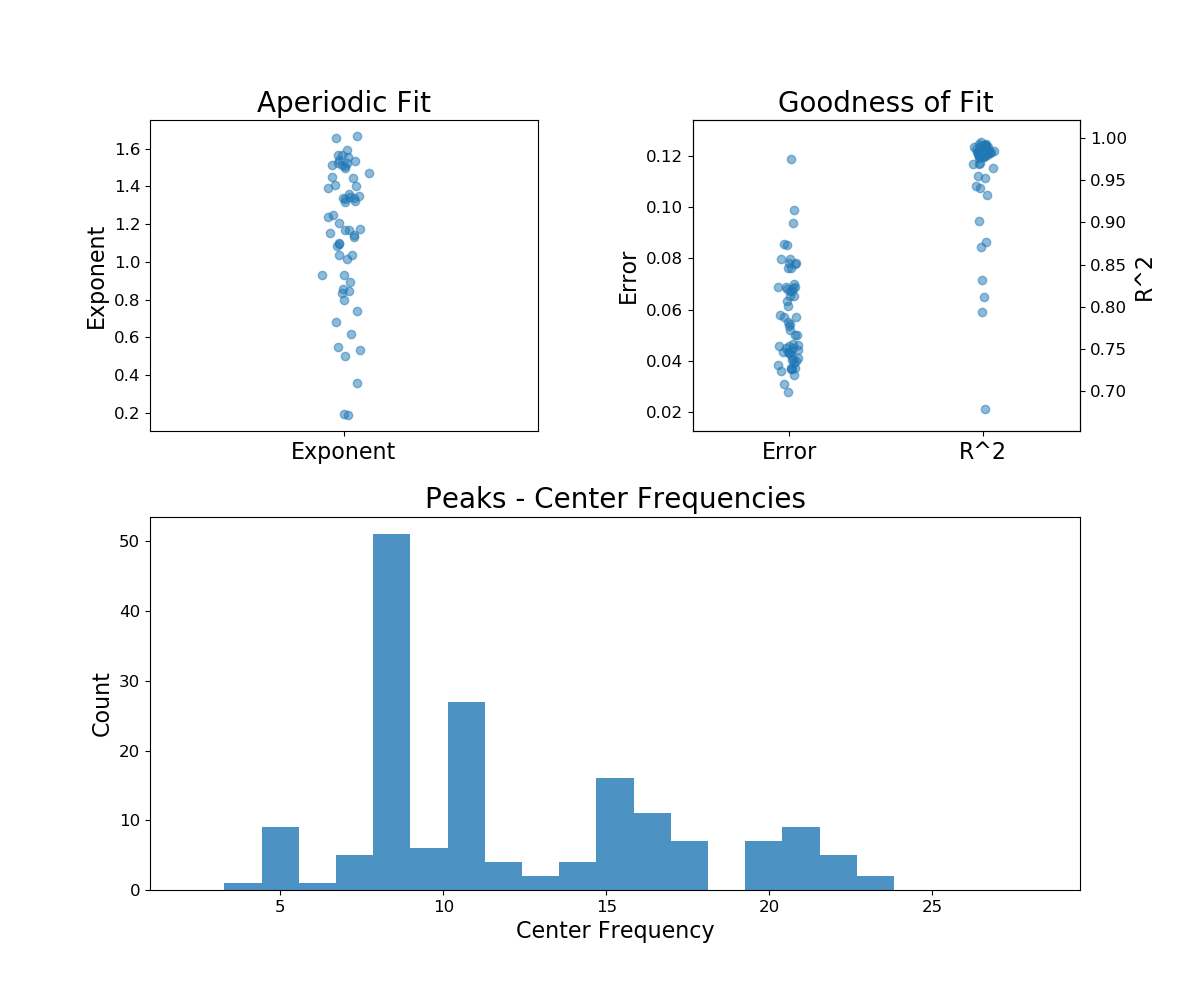 Aperiodic Fit
Exponent
1.6
1.4
1.2
1.0
0.8
0.6
0.4
0.2
Exponent
Goodness of Fit
Error
0.12
0.10
0.08
0.06
0.04
0.02
1.00
0.95
0.90
0.85
0.80
0.75
0.70
R^2
Error R^2
Peaks - Center Frequencies
Count
50
40
30
20
10
0
5 10 15 20 25
Center Frequency